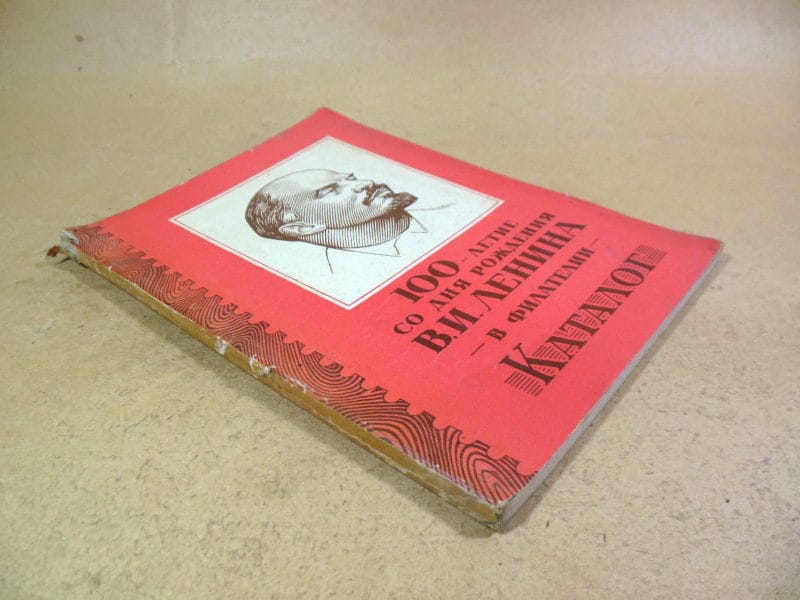 100-ЛЕТИЕ
СО ДНЯ РОЖДЕНИЯ
В.И. ЛЕНИНА
– В ФИЛАТЕЛИИ –
КАТАЛОГ